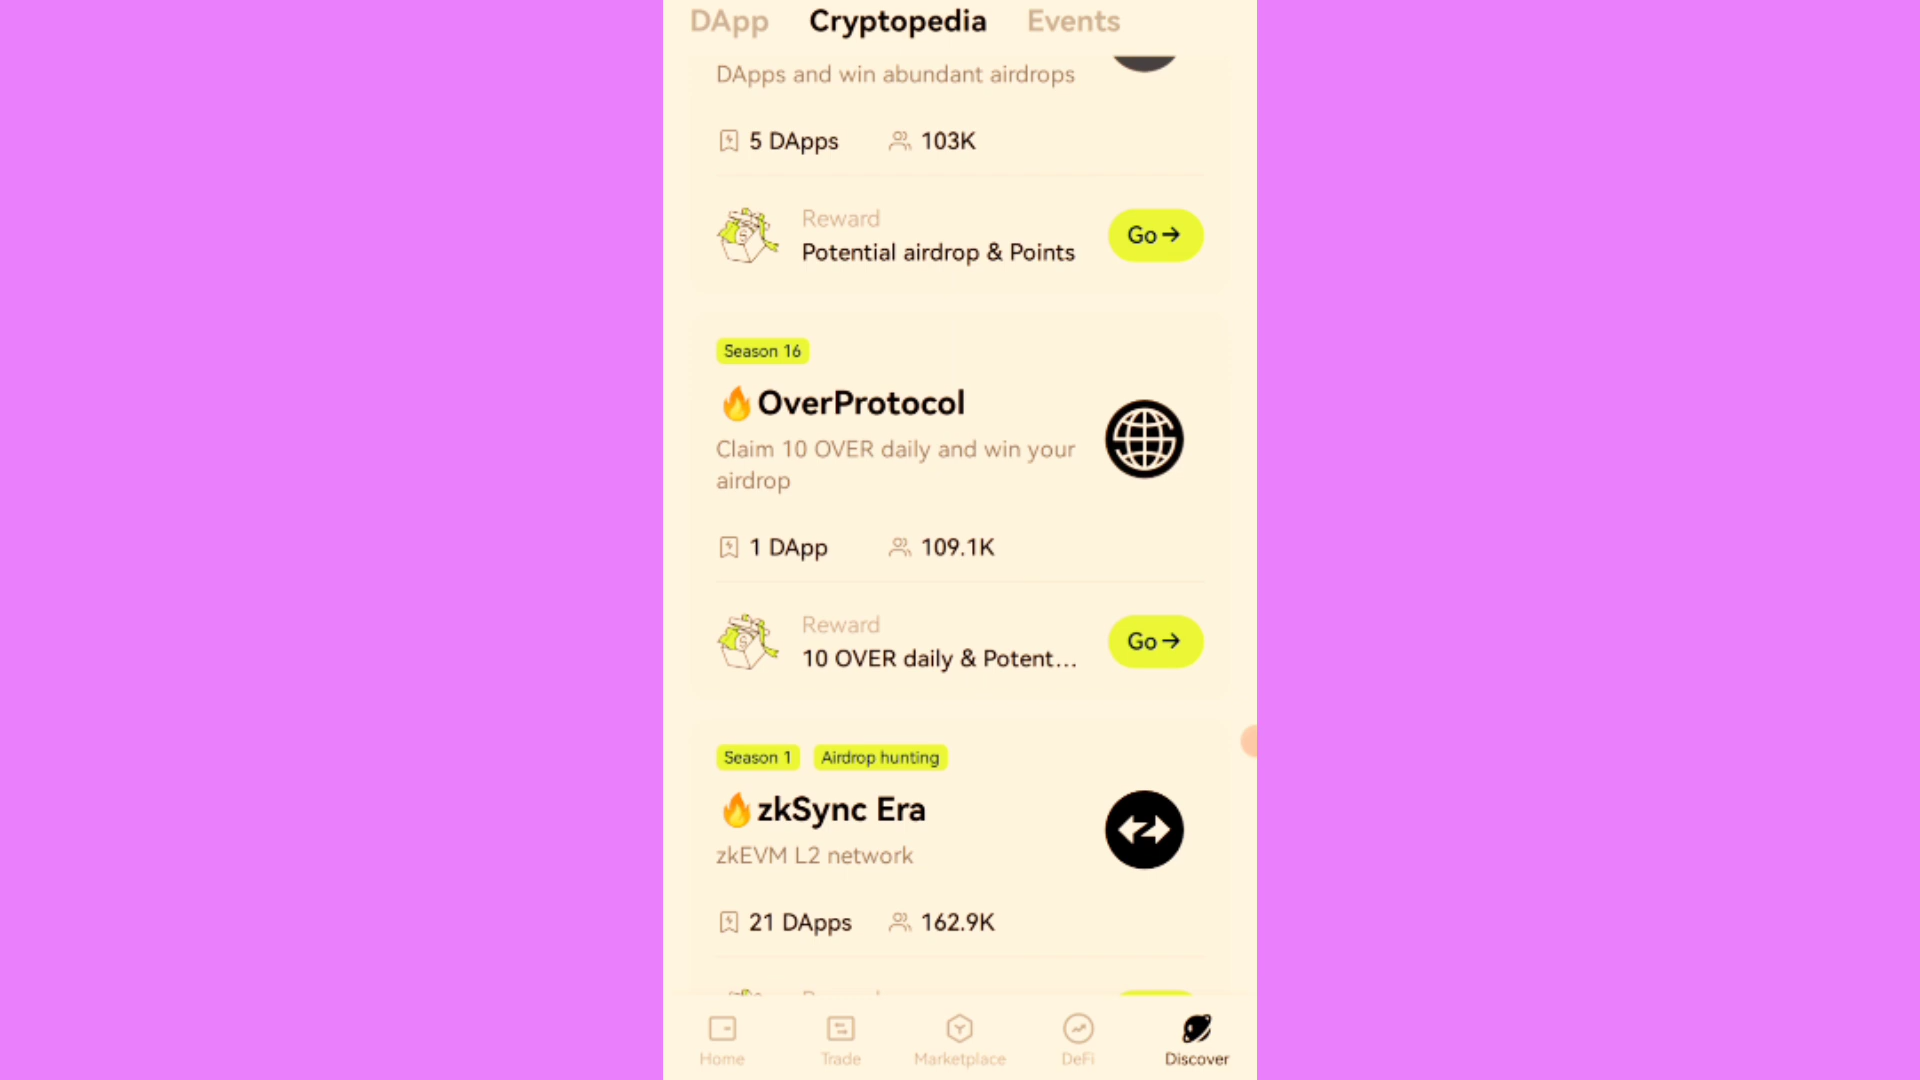 DApp Cryptopedia Events
DApps and win abundant airdrops
5 DApps 103K
Reward
Potential airdrop & Points
Go→
Season 16
🔥OverProtocol
Claim 10 OVER daily and win your
airdrop
1 DApp 109.1K
Reward
10 OVER daily & Potent...
Go→
Season 1 Airdrop hunting
🔥zkSync Era
zkEVM L2 network
21 DApps 162.9K
Home Trade Marketplace DeFi Discover